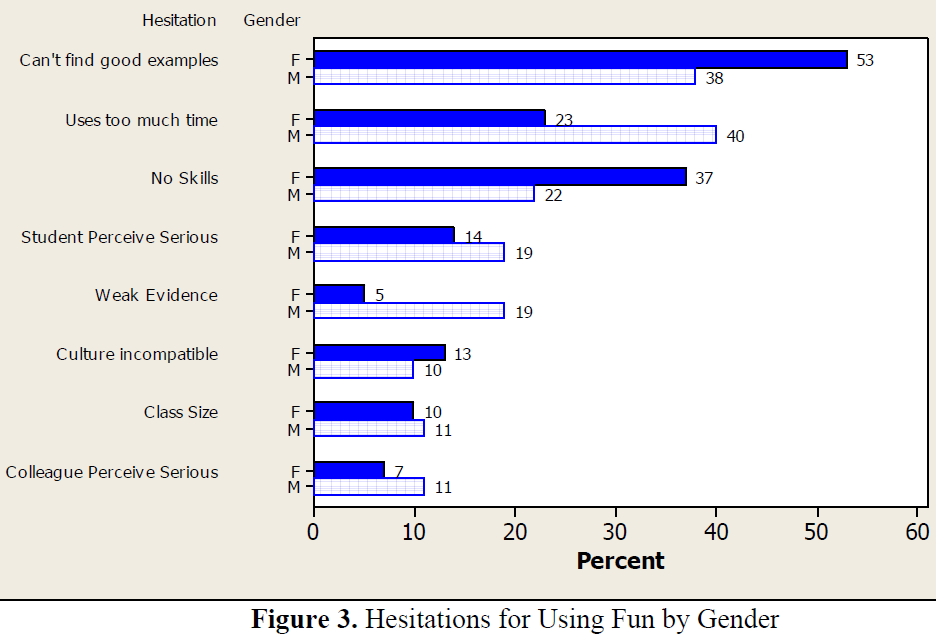 Hesitation Gender
Can't find good examples F 53
M 38
Uses too much time F 23
M 40
No Skills F 37
M 22
Student Perceive Serious F 14
M 19
Weak Evidence F 5
M 19
Culture incompatible F 13
M 10
Class Size F 10
M 11
Colleague Perceive Serious F 7
M 11
0 10 20 30 40 50 60
Percent
Figure 3. Hesitations for Using Fun by Gender